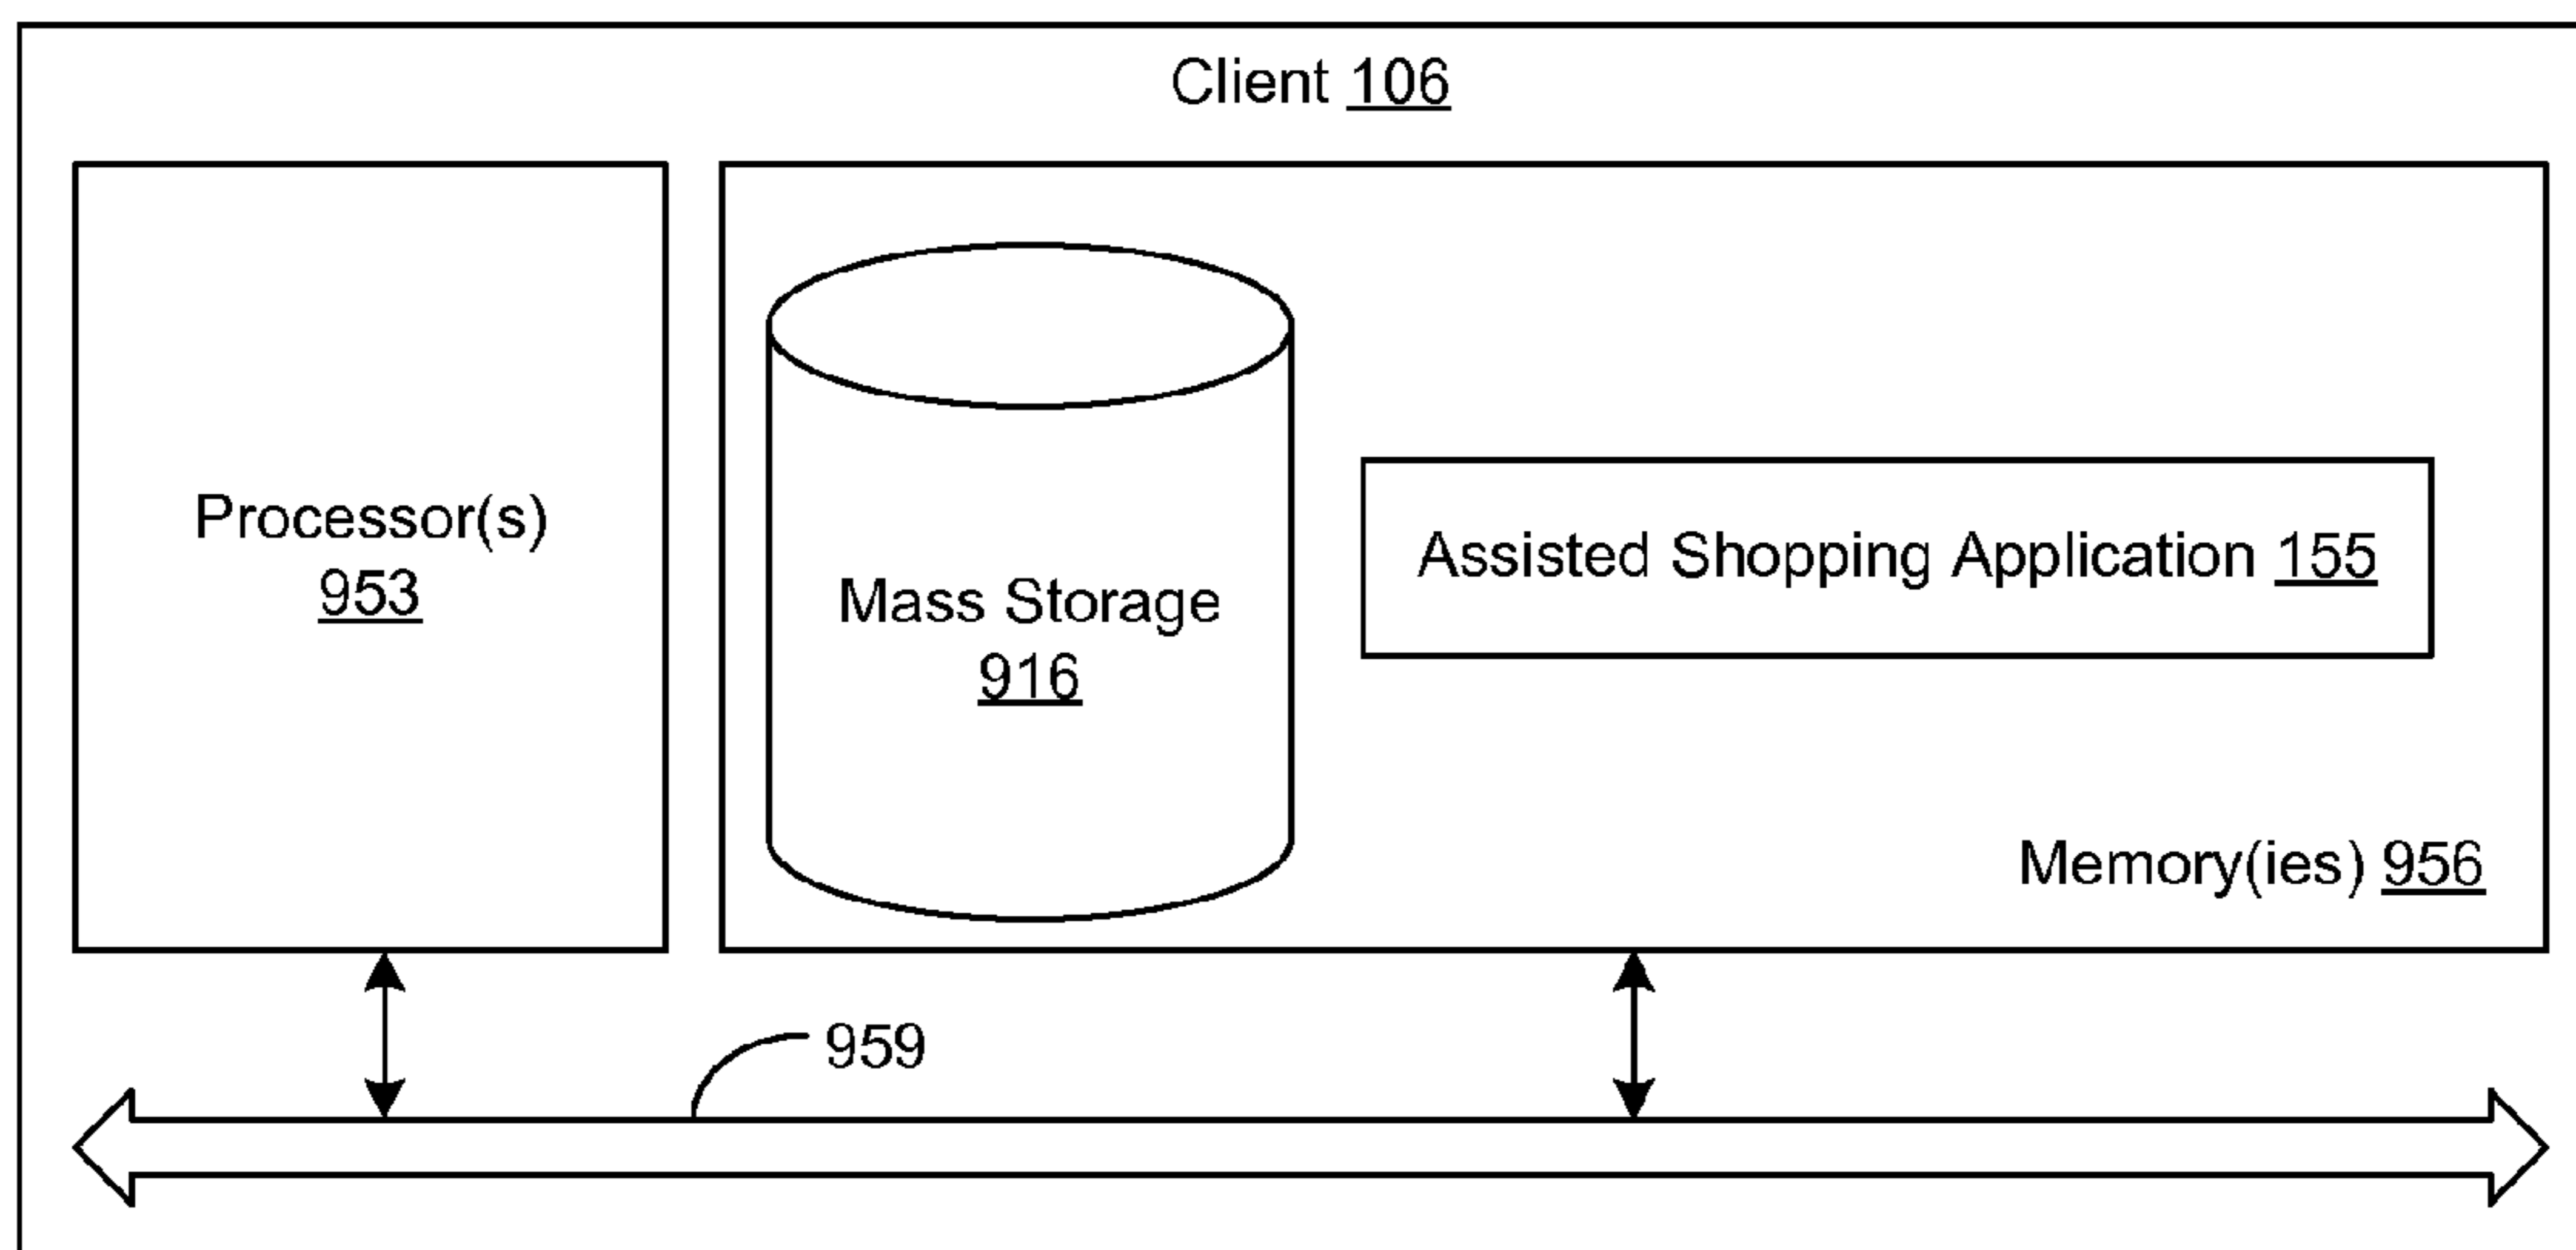 Client 106
Processor(s)
953
Mass Storage
916
Assisted Shopping Application 155
Memory(ies) 956
959